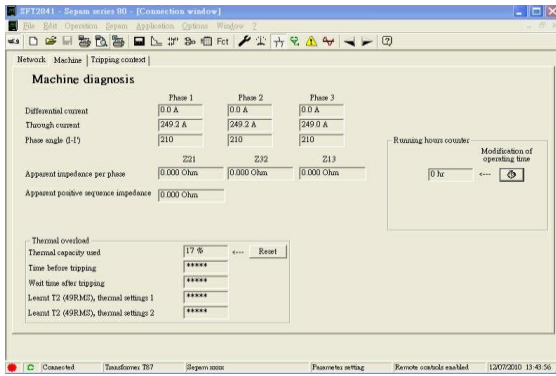 SFT2841 - Sepam series 80 - [Connection window]
File Edit Operation Sepam Application Options Window ?
Fct
Network Machine Tripping context
Machine diagnosis
Phase 1 Phase 2 Phase 3
Differential current 0.0 A 0.0 A 0.0 A
Through current 249.2 A 249.2 A 249.0 A
Phase angle (I-I') 210 210 210
Z21 Z32 Z13
Apparent impedance per phase 0.000 Ohm 0.000 Ohm 0.000 Ohm
Apparent positive sequence impedance 0.000 Ohm
Running hours counter
Modification of
operating time
0 hr <---
Thermal overload
Thermal capacity used 17 % <--- Reset
Time before tripping *****
Wait time after tripping *****
Learnt T2 (49RMS), thermal settings 1 *****
Learnt T2 (49RMS), thermal settings 2 *****
Connected Transformer T87 Sepam xxxx Parameter setting Remote controls enabled 12/07/2010 13:43:56